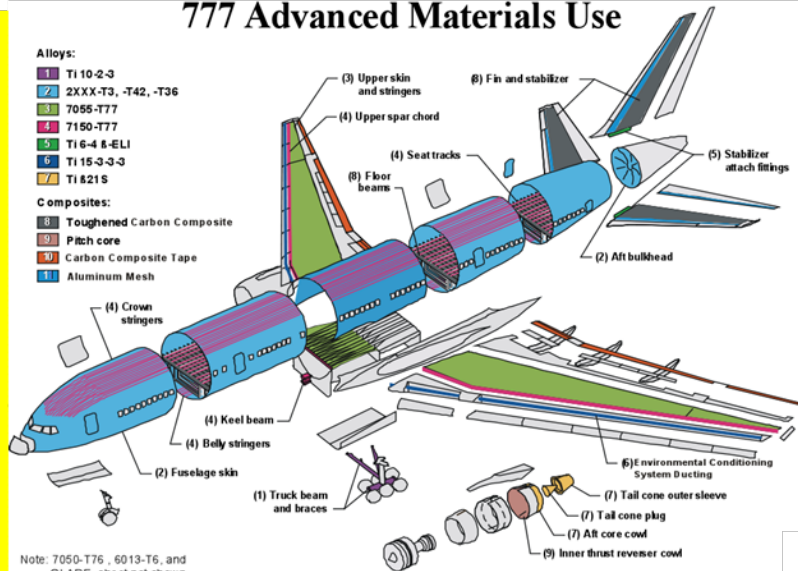 777 Advanced Materials Use
Alloys:
1 Ti 10-2-3
2 2XXX-T3, -T42, -T36
3 7055-T77
4 7150-T77
5 Ti 6-4 ß-ELI
6 Ti 15-3-3-3
7 Ti ß21S
Composites:
8 Toughened Carbon Composite
9 Pitch core
10 Carbon Composite Tape
11 Aluminum Mesh
(3) Upper skin
and stringers
(4) Upper spar chord
(8) Fin and stabilizer
(4) Seat tracks
(8) Floor
beams
(5) Stabilizer
attach fittings
(2) Aft bulkhead
(4) Crown
stringers
(4) Keel beam
(4) Belly stringers
(2) Fuselage skin
(1) Truck beam
and braces
(6) Environmental Conditioning
System Ducting
(7) Tail cone outer sleeve
(7) Tail cone plug
(7) Aft core cowl
(9) Inner thrust reverser cowl
Note: 7050-T76 , 6013-T6, and